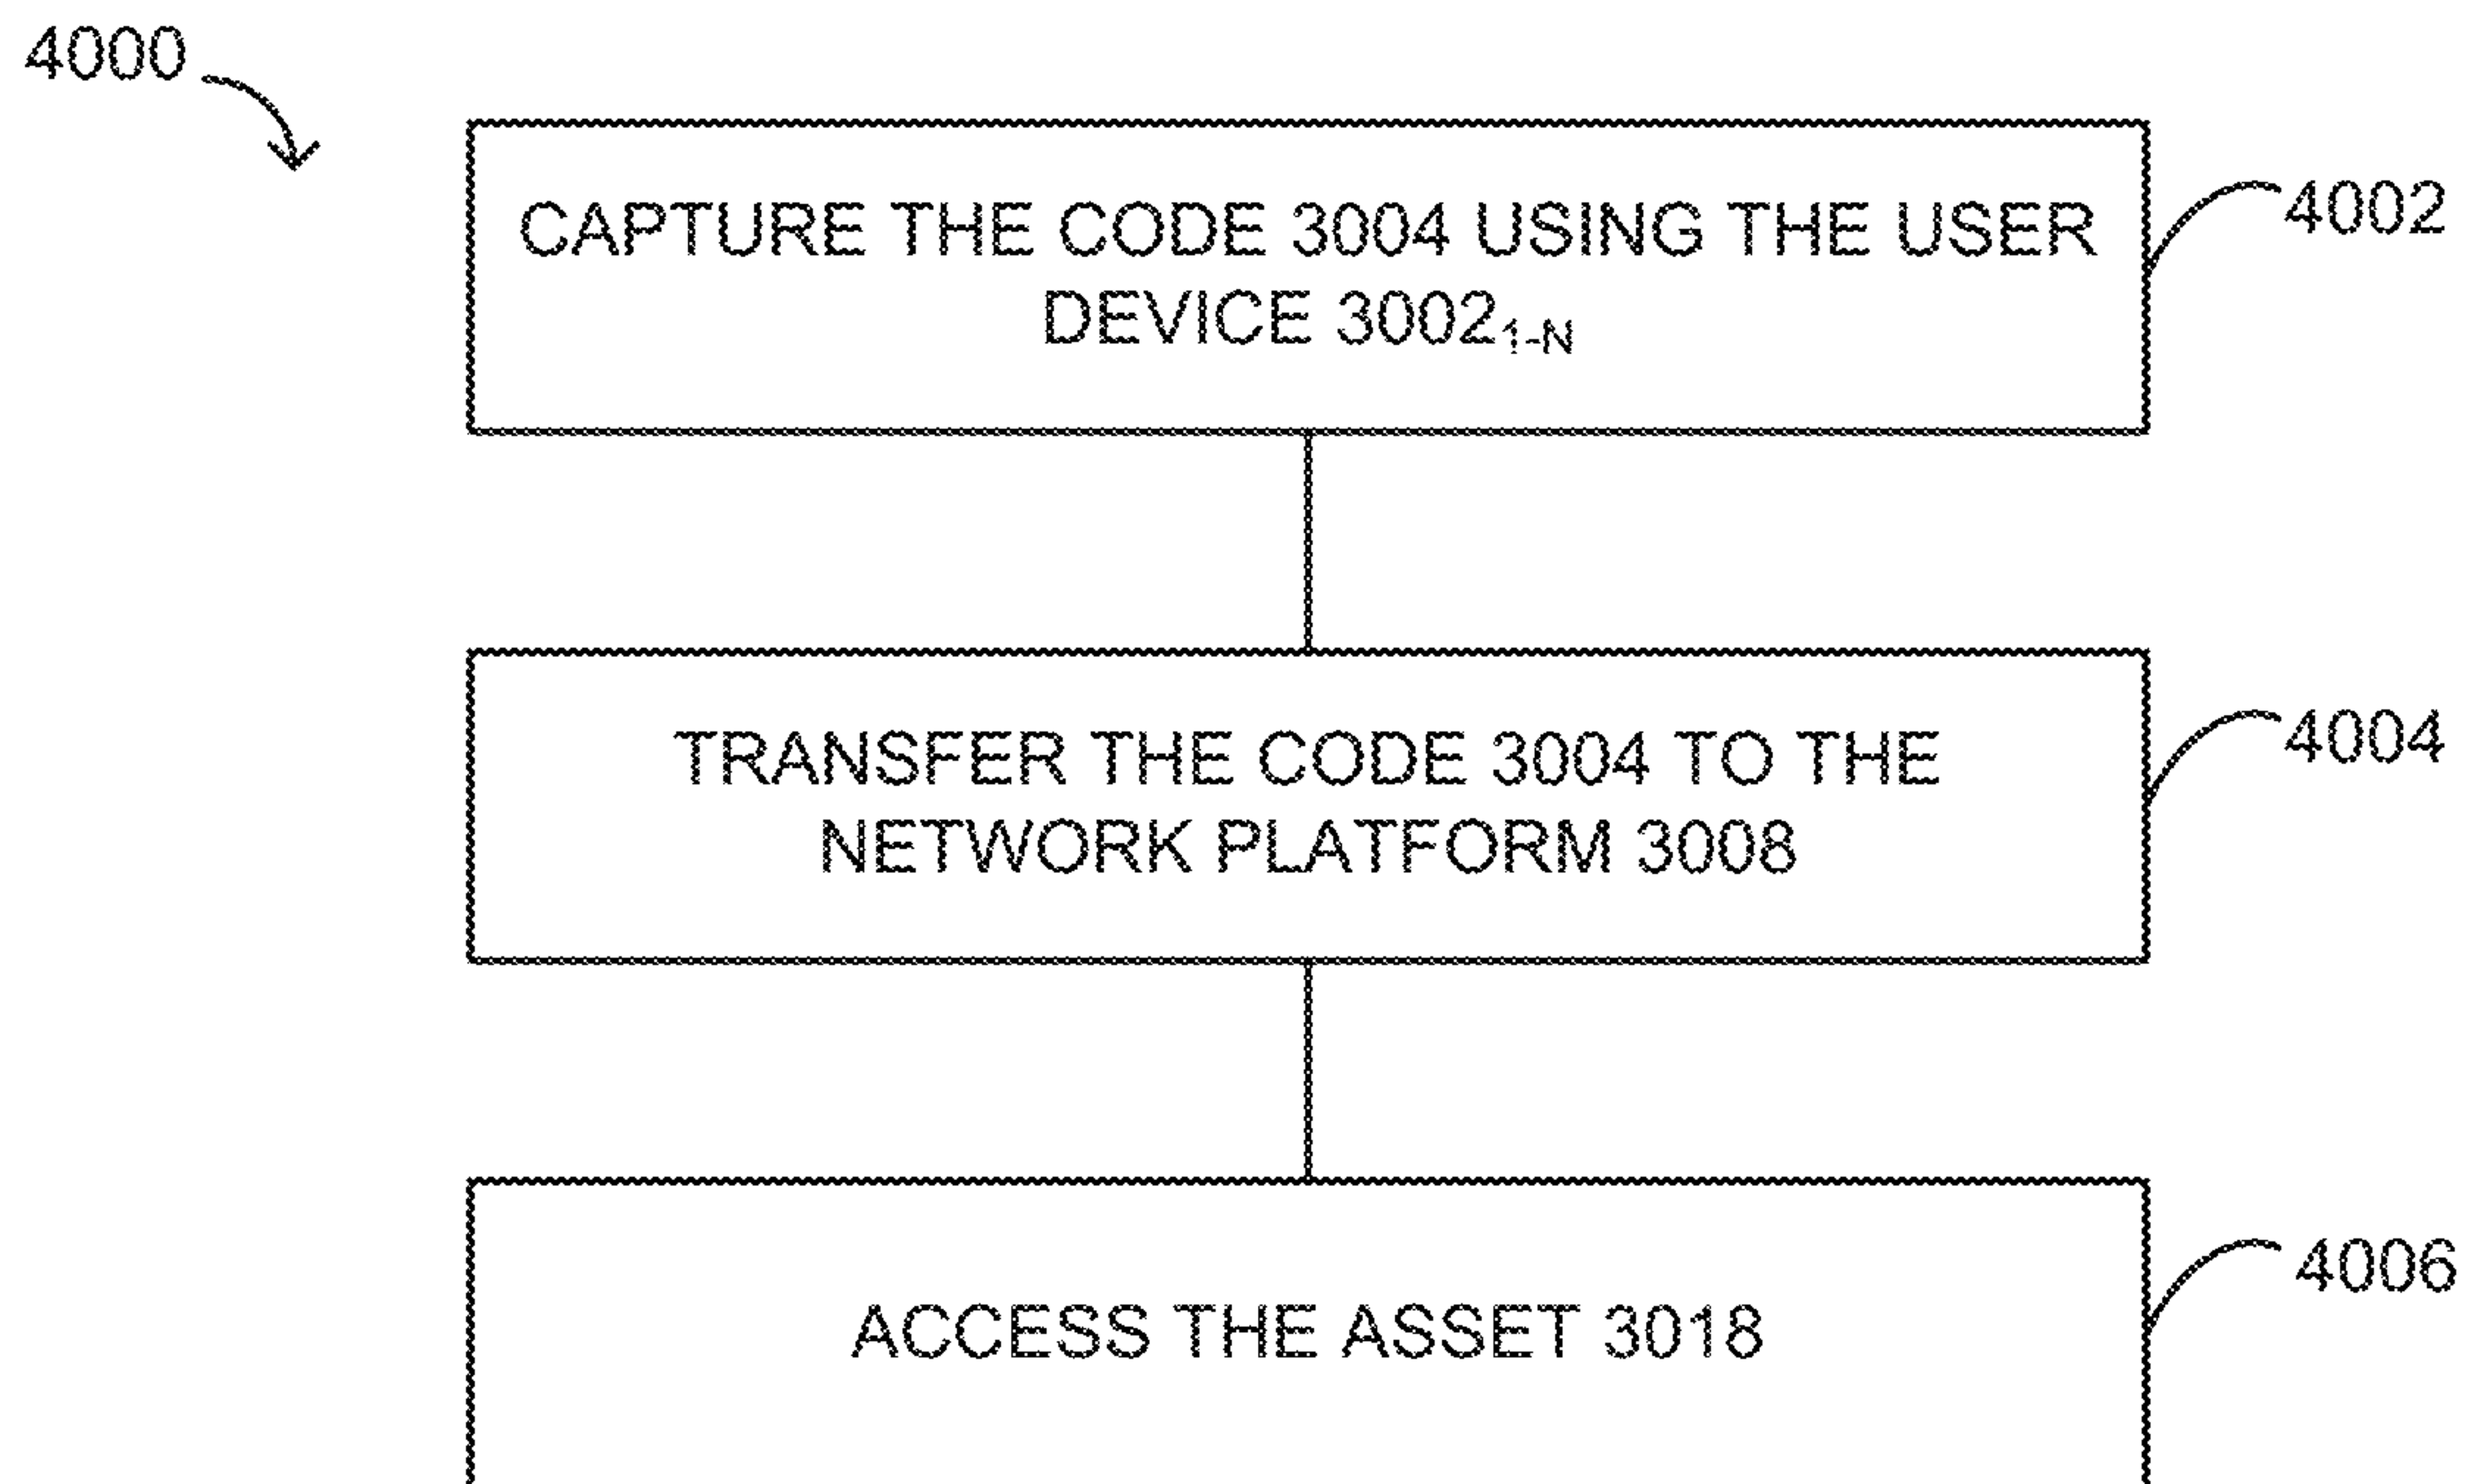 4000
CAPTURE THE CODE 3004 USING THE USER
DEVICE 3002₁₋ₙ
4002
TRANSFER THE CODE 3004 TO THE
NETWORK PLATFORM 3008
4004
ACCESS THE ASSET 3018
4006